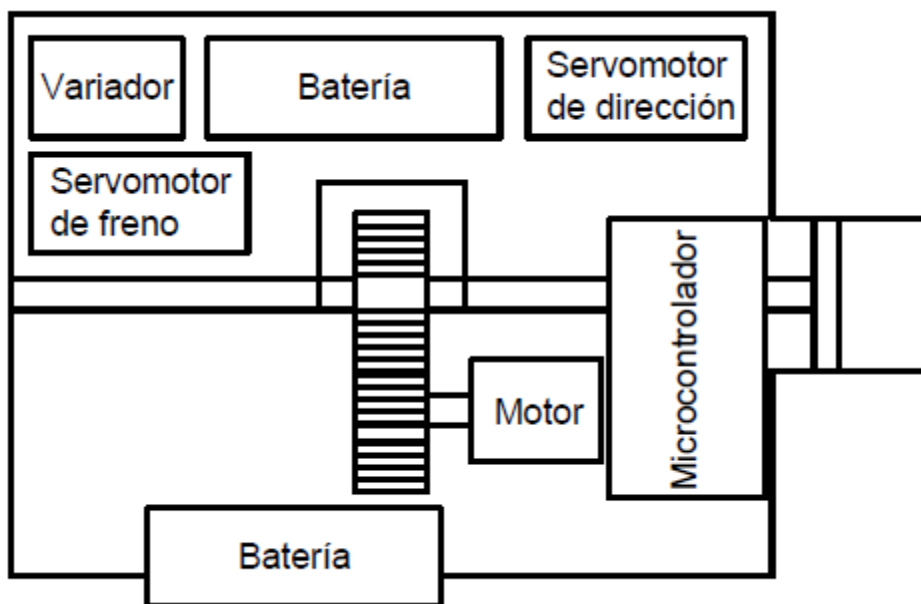 Variador
Batería
Servomotor
de dirección
Servomotor
de freno
Microcontrolador
Motor
Batería